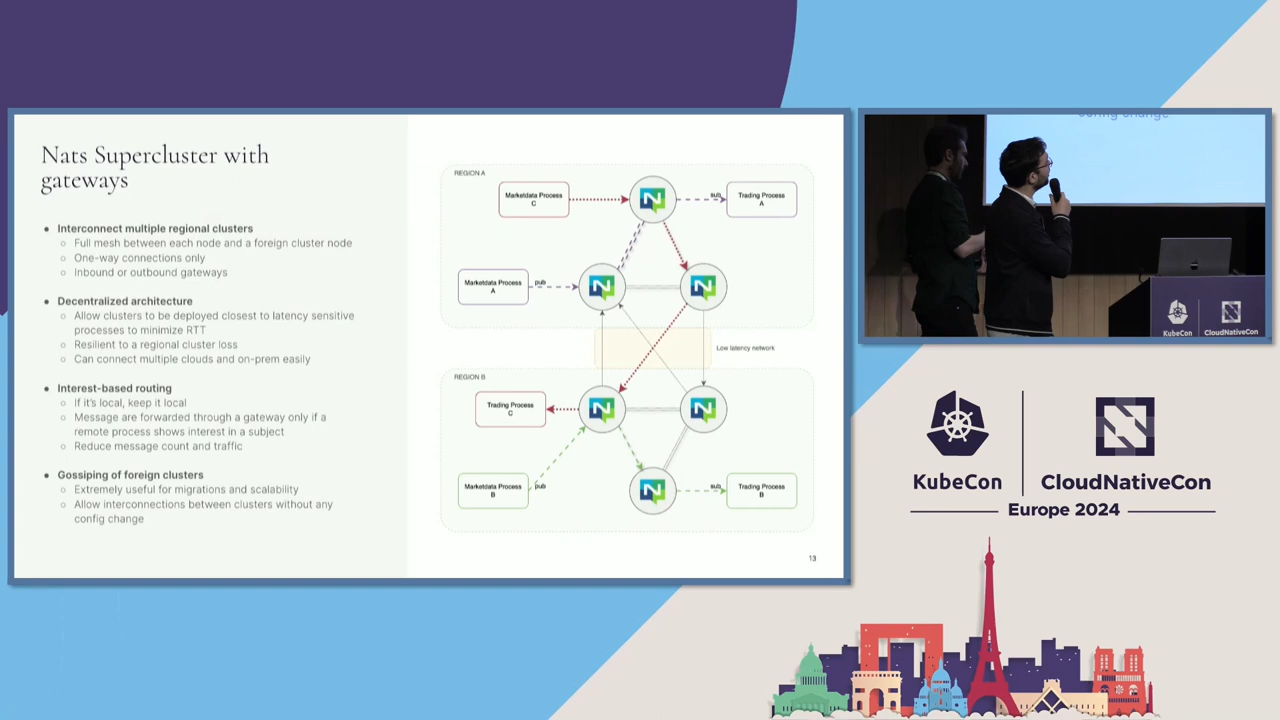 Nats Supercluster with
gateways
Interconnect multiple regional clusters
Full mesh between each node and a foreign cluster node
One-way connections only
Inbound or outbound gateways
Decentralized architecture
Allow clusters to be deployed closest to latency sensitive
processes to minimize RTT
Resilient to a regional cluster loss
Can connect multiple clouds and on-prem easily
Interest-based routing
If it's local, keep it local
Message are forwarded through a gateway only if a
remote process shows interest in a subject
Reduce message count and traffic
Gossiping of foreign clusters
Extremely useful for migrations and scalability
Allow interconnections between clusters without any
config change
REGION A
Marketdata Process
C
N
sub
Trading Process
A
Marketdata Process
A
pub
N
N
Low latency network
REGION B
Trading Process
C
N
N
Marketdata Process
B
pub
N
sub
Trading Process
B
13
config change
KubeCon
CloudNativeCon
KubeCon
CloudNativeCon
Europe 2024